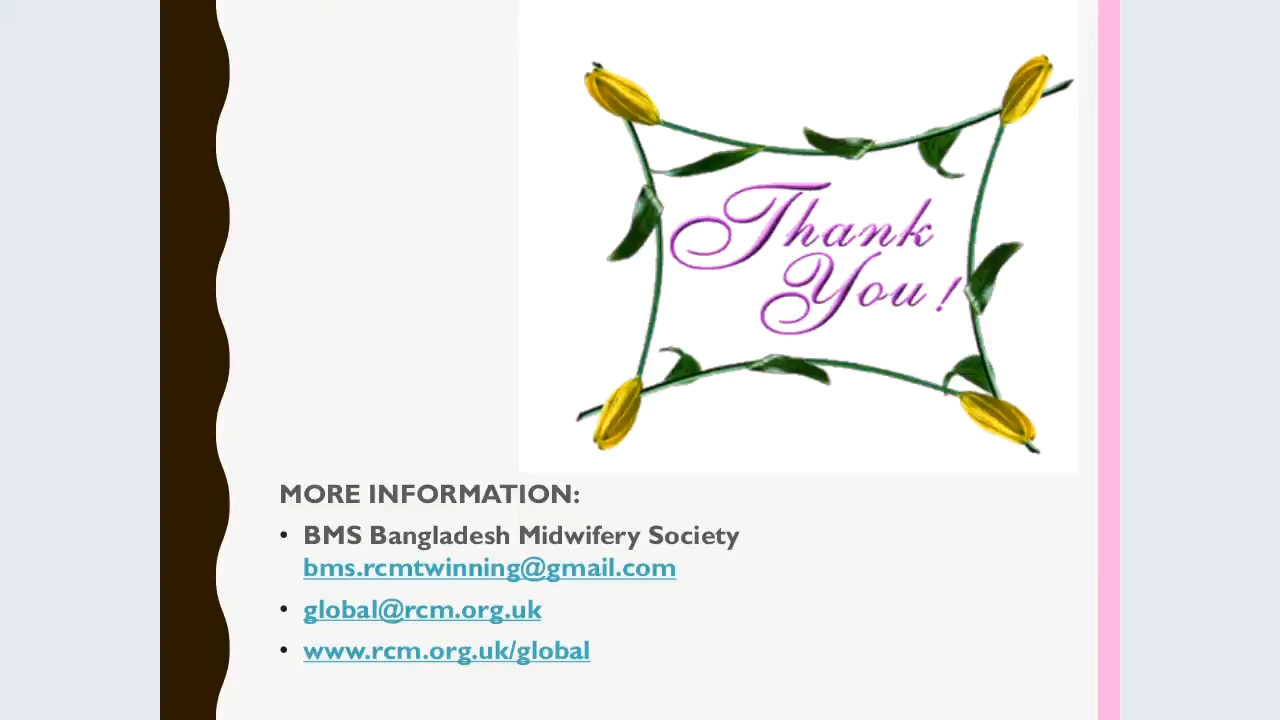 Thank
You!
MORE INFORMATION:
• BMS Bangladesh Midwifery Society
bms.rcmtwinning@gmail.com
• global@rcm.org.uk
• www.rcm.org.uk/global